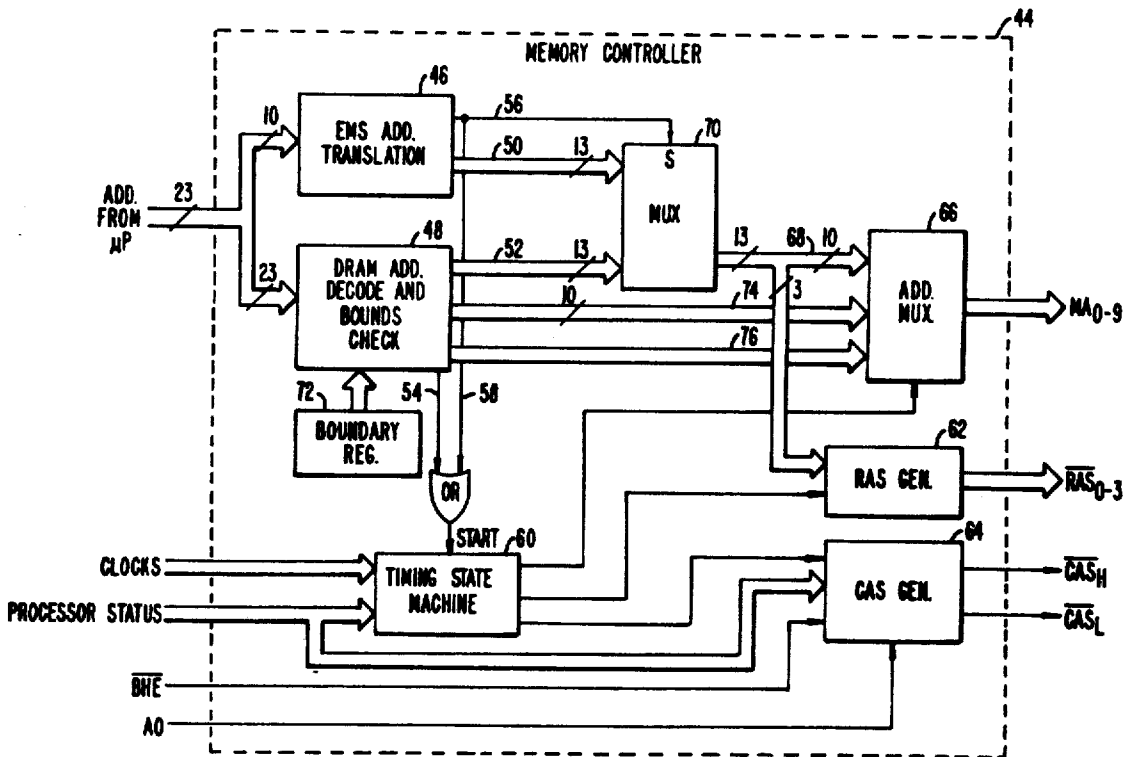 44
MEMORY CONTROLLER
46
10
EMS ADD.
TRANSLATION
56
50
13
70
S
MUX
ADD.
FROM
μP
23
23
48
DRAM ADD.
DECODE AND
BOUNDS
CHECK
52
13
10
74
76
13
68
10
3
66
ADD.
MUX.
MA0-9
72
BOUNDARY
REG.
54
58
OR
START
62
RAS GEN.
RAS0-3
CLOCKS
60
TIMING STATE
MACHINE
64
CAS GEN.
CASH
CASL
PROCESSOR STATUS
BHE
A0